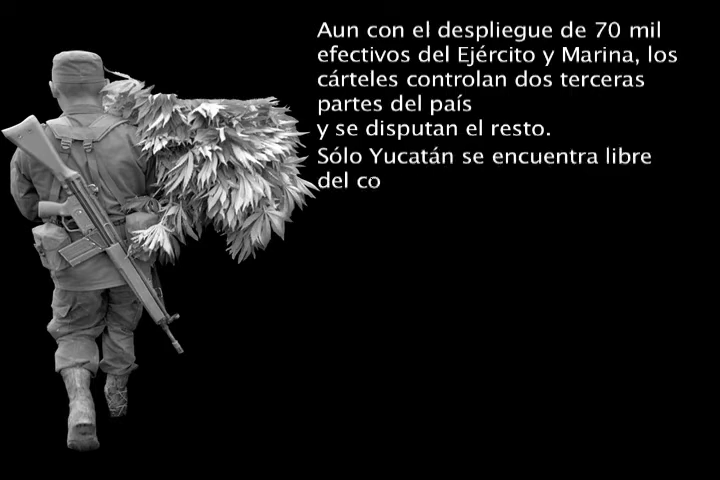 Aun con el despliegue de 70 mil
efectivos del Ejército y Marina, los
cárteles controlan dos terceras
partes del país
y se disputan el resto.
Sólo Yucatán se encuentra libre
del co